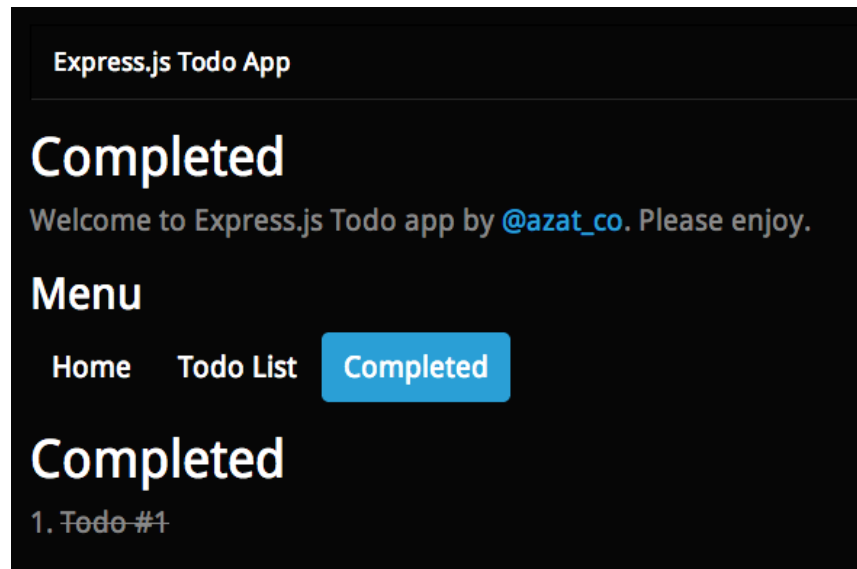 Express.js Todo App
Completed
Welcome to Express.js Todo app by @azat_co. Please enjoy.
Menu
Home Todo List Completed
Completed
1. Todo #1